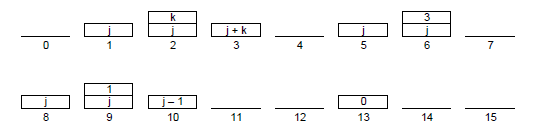 k 3
j j j + k j j
0 1 2 3 4 5 6 7
1
j j j – 1 0
8 9 10 11 12 13 14 15